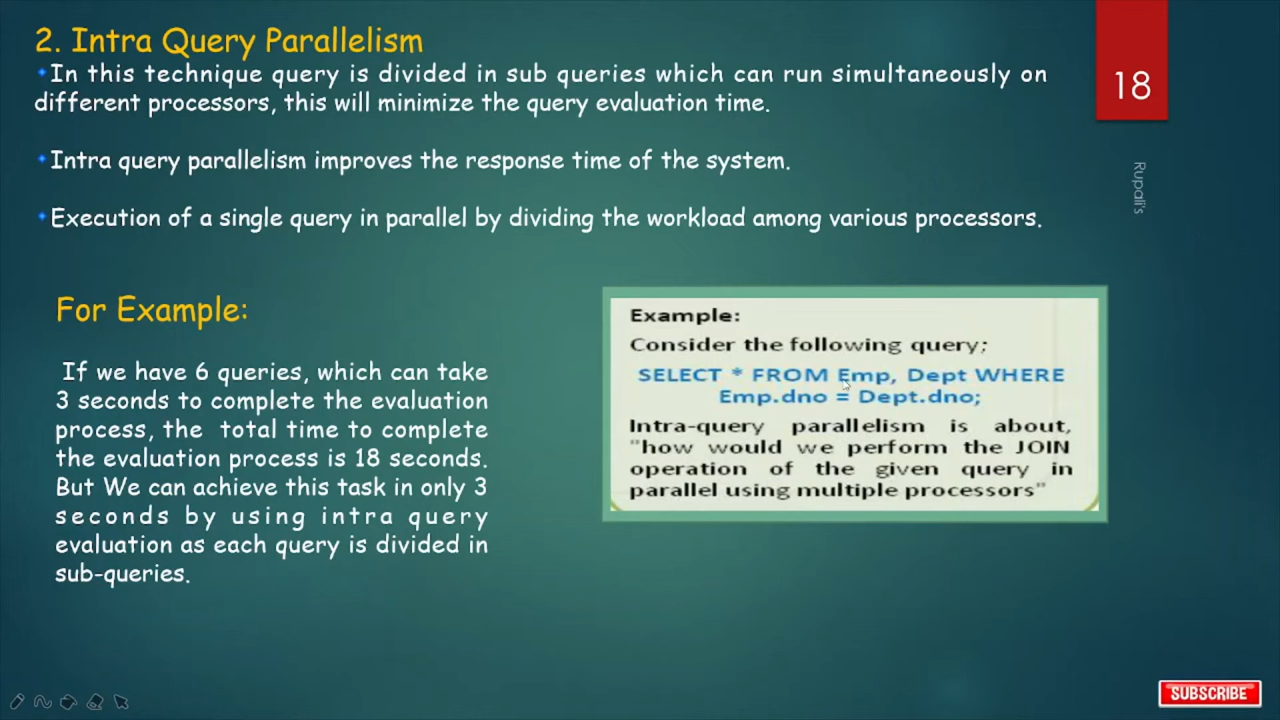 2. Intra Query Parallelism
In this technique query is divided in sub queries which can run simultaneously on
different processors, this will minimize the query evaluation time.
Intra query parallelism improves the response time of the system.
Execution of a single query in parallel by dividing the workload among various processors.
18
Rupali's
For Example:
If we have 6 queries, which can take
3 seconds to complete the evaluation
process, the total time to complete
the evaluation process is 18 seconds.
But We can achieve this task in only 3
seconds by using intra query
evaluation as each query is divided in
sub-queries.
Example:
Consider the following query;
SELECT * FROM Emp, Dept WHERE
Emp.dno = Dept.dno;
Intra-query parallelism is about,
"how would we perform the JOIN
operation of the given query in
parallel using multiple processors"
SUBSCRIBE